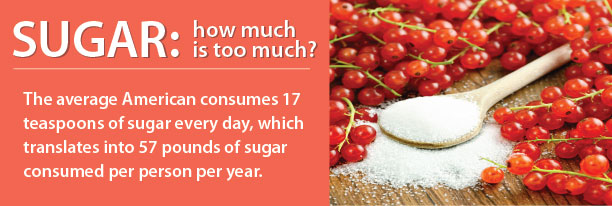 SUGAR: how much
is too much?
The average American consumes 17
teaspoons of sugar every day, which
translates into 57 pounds of sugar
consumed per person per year.